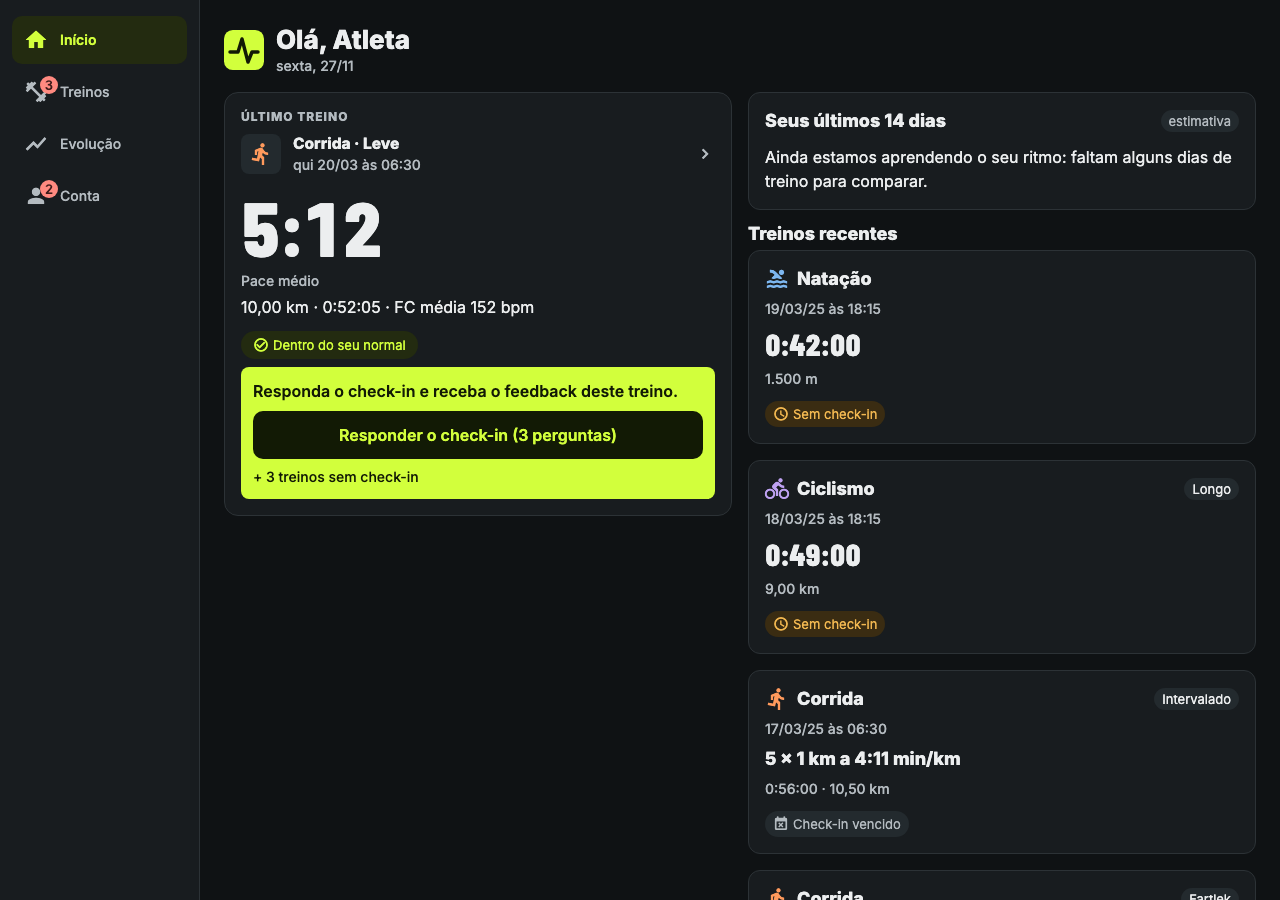 Início
3
Treinos
Evolução
2
Conta
Olá, Atleta
sexta, 27/11
ÚLTIMO TREINO
Corrida · Leve
qui 20/03 às 06:30
5:12
Pace médio
10,00 km · 0:52:05 · FC média 152 bpm
Dentro do seu normal
Responda o check-in e receba o feedback deste treino.
Responder o check-in (3 perguntas)
+ 3 treinos sem check-in
Seus últimos 14 dias
estimativa
Ainda estamos aprendendo o seu ritmo: faltam alguns dias de
treino para comparar.
Treinos recentes
Natação
19/03/25 às 18:15
0:42:00
1.500 m
Sem check-in
Ciclismo
Longo
18/03/25 às 18:15
0:49:00
9,00 km
Sem check-in
Corrida
Intervalado
17/03/25 às 06:30
5 × 1 km a 4:11 min/km
0:56:00 · 10,50 km
Check-in vencido
Corrida
Fartlek